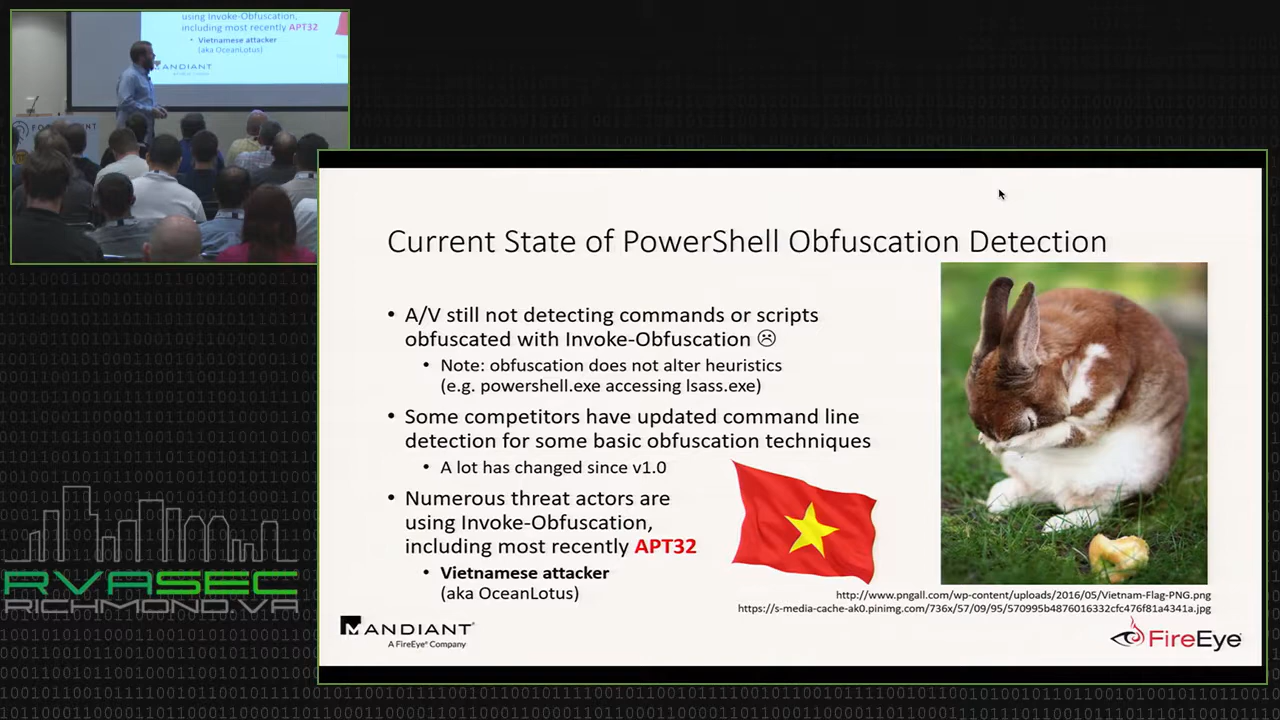 using Invoke-Obfuscation,
including most recently APT32
• Vietnamese attacker
(aka OceanLotus)
MANDIANT
Current State of PowerShell Obfuscation Detection
• A/V still not detecting commands or scripts
obfuscated with Invoke-Obfuscation ☹
• Note: obfuscation does not alter heuristics
(e.g. powershell.exe accessing lsass.exe)
• Some competitors have updated command line
detection for some basic obfuscation techniques
• A lot has changed since v1.0
• Numerous threat actors are
using Invoke-Obfuscation,
including most recently APT32
• Vietnamese attacker
(aka OceanLotus)
http://www.pngall.com/wp-content/uploads/2016/05/Vietnam-Flag-PNG.png
https://s-media-cache-ak0.pinimg.com/736x/57/09/95/570995b4876016332cfc476f81a4341a.jpg
MANDIANT
A FireEye® Company
FireEye
RVASEC
RICHMOND.VA